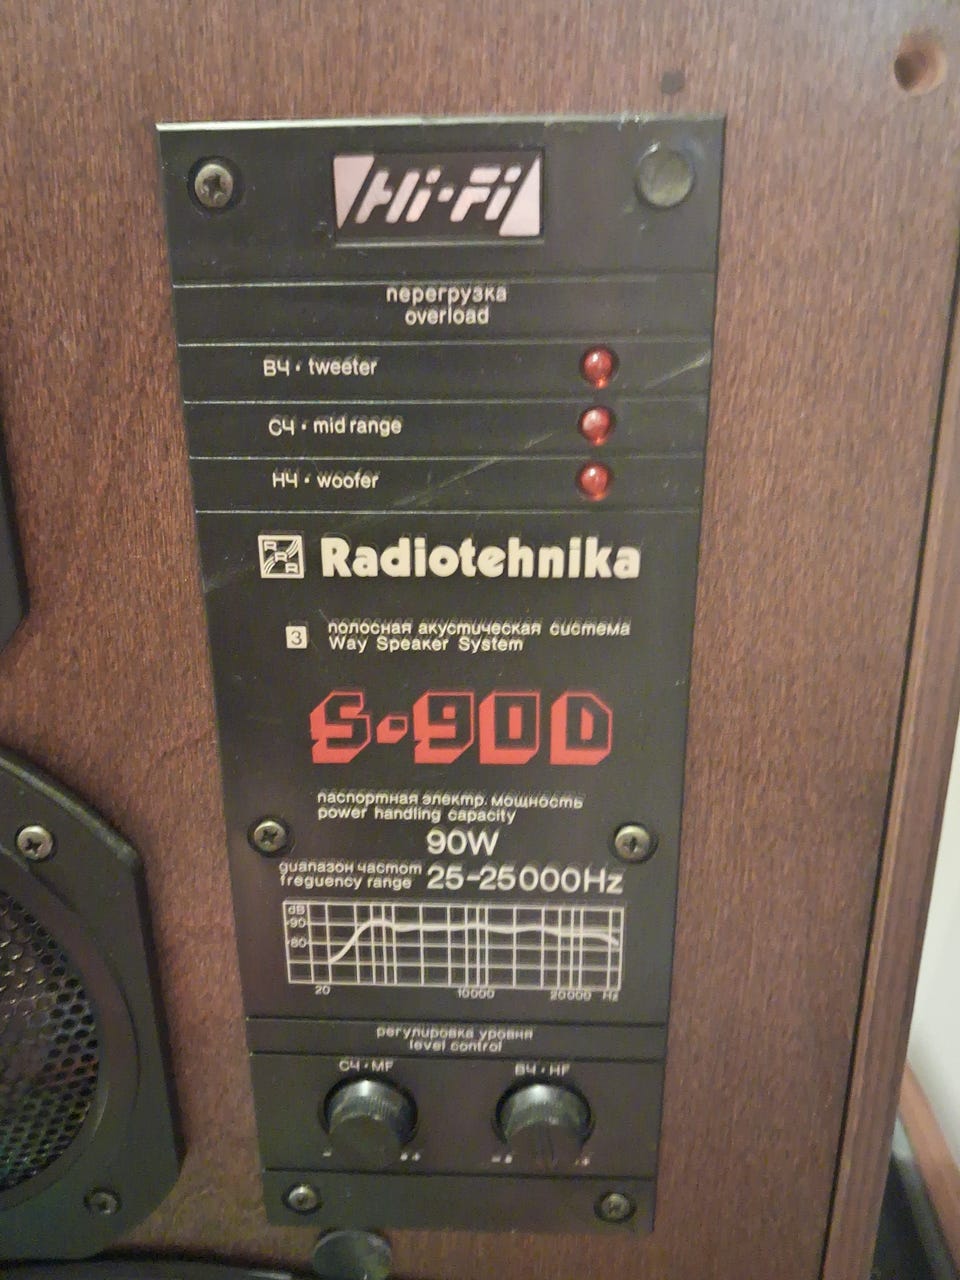 Hi-Fi
перегрузка
overload
ВЧ • tweeter
СЧ • mid range
НЧ • woofer
RRR Radiotehnika
3 полосная акустическая система
Way Speaker System
S-90D
паспортная электр. мощность
power handling capacity
90W
диапазон частот
freguency range 25-25000Hz
dB
90
80
20 10000 20000 Hz
регулировка уровня
level control
СЧ • MF ВЧ • HF